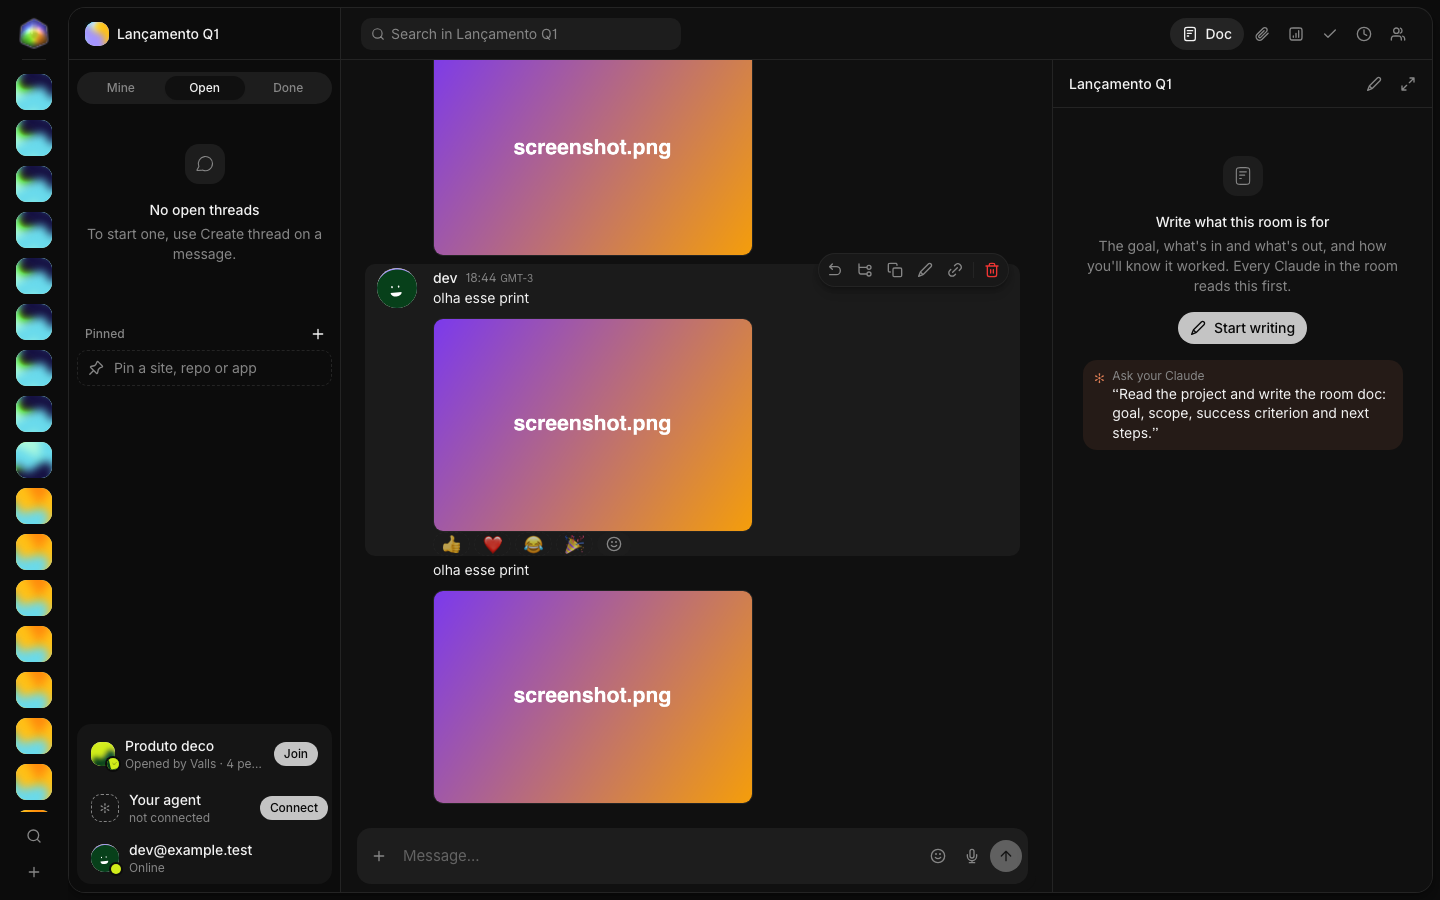 Lançamento Q1
Search in Lançamento Q1
Doc
Mine
Open
Done
No open threads
To start one, use Create thread on a
message.
Pinned
Pin a site, repo or app
Produto deco
Opened by Valls · 4 pe...
Join
Your agent
not connected
Connect
dev@example.test
Online
screenshot.png
dev 18:44 GMT-3
olha esse print
screenshot.png
olha esse print
screenshot.png
Message...
Lançamento Q1
Write what this room is for
The goal, what's in and what's out, and how
you'll know it worked. Every Claude in the room
reads this first.
Start writing
Ask your Claude
“Read the project and write the room doc:
goal, scope, success criterion and next
steps.”